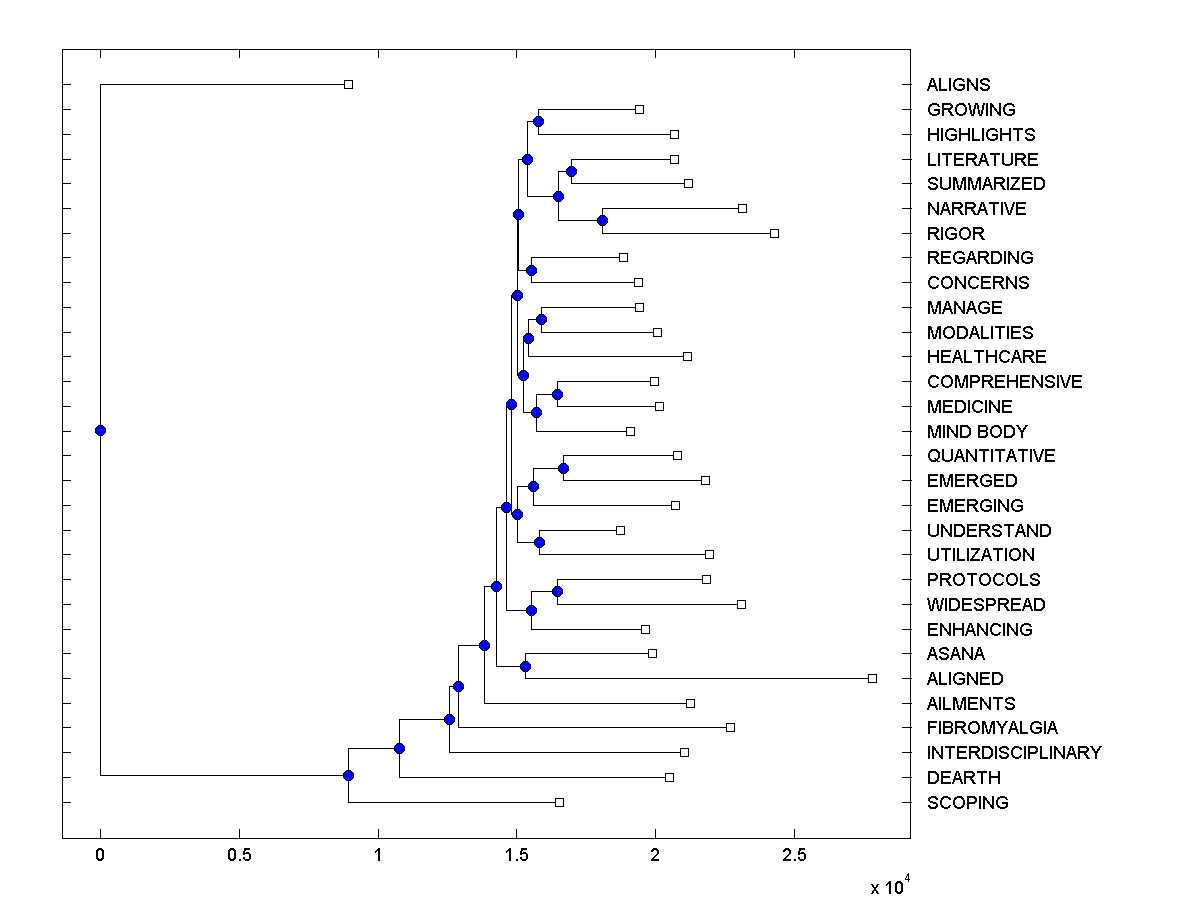 ALIGNS
GROWING
HIGHLIGHTS
LITERATURE
SUMMARIZED
NARRATIVE
RIGOR
REGARDING
CONCERNS
MANAGE
MODALITIES
HEALTHCARE
COMPREHENSIVE
MEDICINE
MIND BODY
QUANTITATIVE
EMERGED
EMERGING
UNDERSTAND
UTILIZATION
PROTOCOLS
WIDESPREAD
ENHANCING
ASANA
ALIGNED
AILMENTS
FIBROMYALGIA
INTERDISCIPLINARY
DEARTH
SCOPING
0 0.5 1 1.5 2 2.5
x 10^4